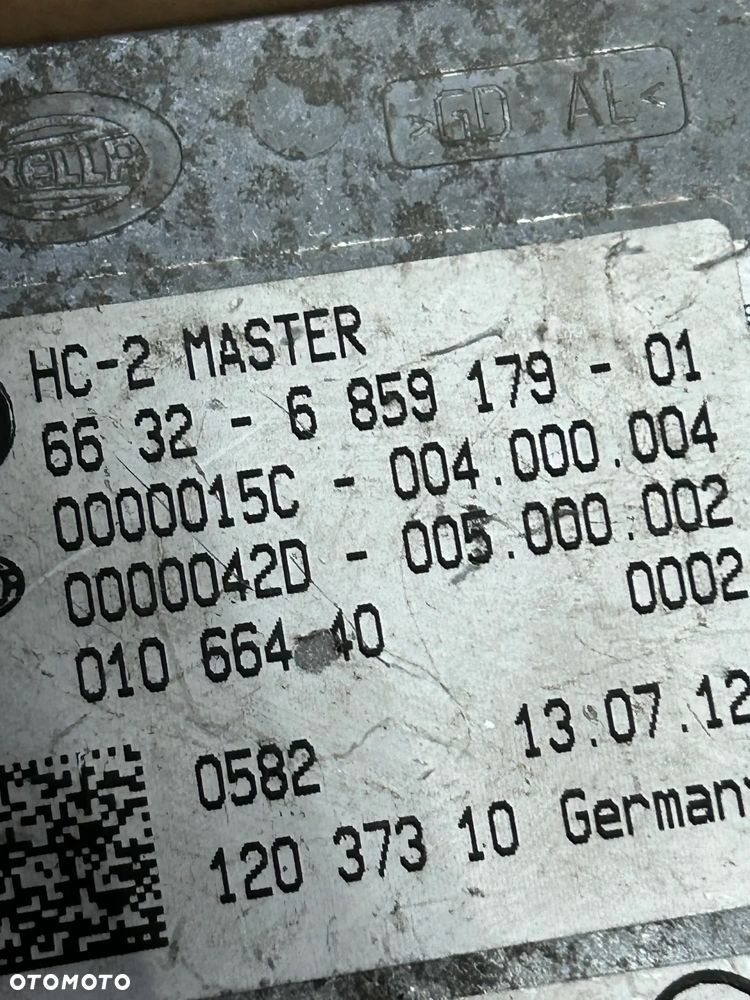 HELLA
>GD AL<
HC-2 MASTER
66 32 - 6 859 179 - 01
0000015C - 004.000.004
0000042D - 005.000.002
010 664 40 0002
0582 13.07.12
120 373 10 German
OTOMOTO